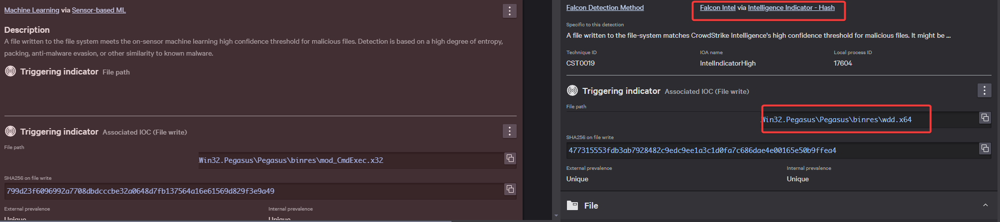 Machine Learning via Sensor-based ML
Description
A file written to the file system meets the on-sensor machine learning high confidence threshold for malicious files. Detection is based on a high degree of entropy,
packing, anti-malware evasion, or other similarity to known malware.
Triggering indicator File path
Triggering indicator Associated IOC (File write)
File path
Win32.Pegasus\Pegasus\binres\mod_CmdExec.x32
SHA256 on file write
799d23f6096992a7708dbdcccbe32a0648d7fb137564a16e61569d829f3e9a49
External prevalence Internal prevalence
Unique Unique
Falcon Detection Method Falcon Intel via Intelligence Indicator - Hash
Specific to this detection
A file written to the file-system matches CrowdStrike Intelligence's high confidence threshold for malicious files. It might be ...
Technique ID IOA name Local process ID
CST0019 IntelIndicatorHigh 17604
Triggering indicator Associated IOC (File write)
File path
Win32.Pegasus\Pegasus\binres\wdd.x64
SHA256 on file write
477315553fdb3ab7928482c9edc9ee1a3c1d0fa7c686dae4e00165e50b9ffea4
External prevalence Internal prevalence
Unique Unique
File